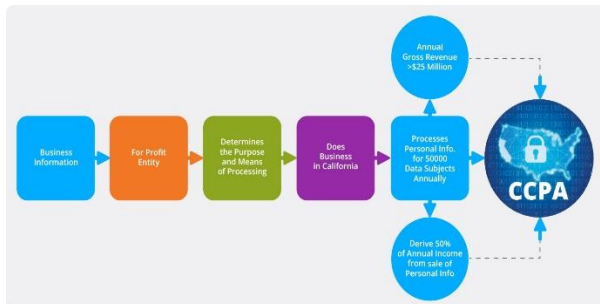 Annual
Gross Revenue
>$25 Million
Business
Information
For Profit
Entity
Determines
the Purpose
and Means
of Processing
Does
Business
in California
Processes
Personal Info.
for 50000
Data Subjects
Annually
CCPA
Derive 50%
of Annual income
from sale of
Personal Info